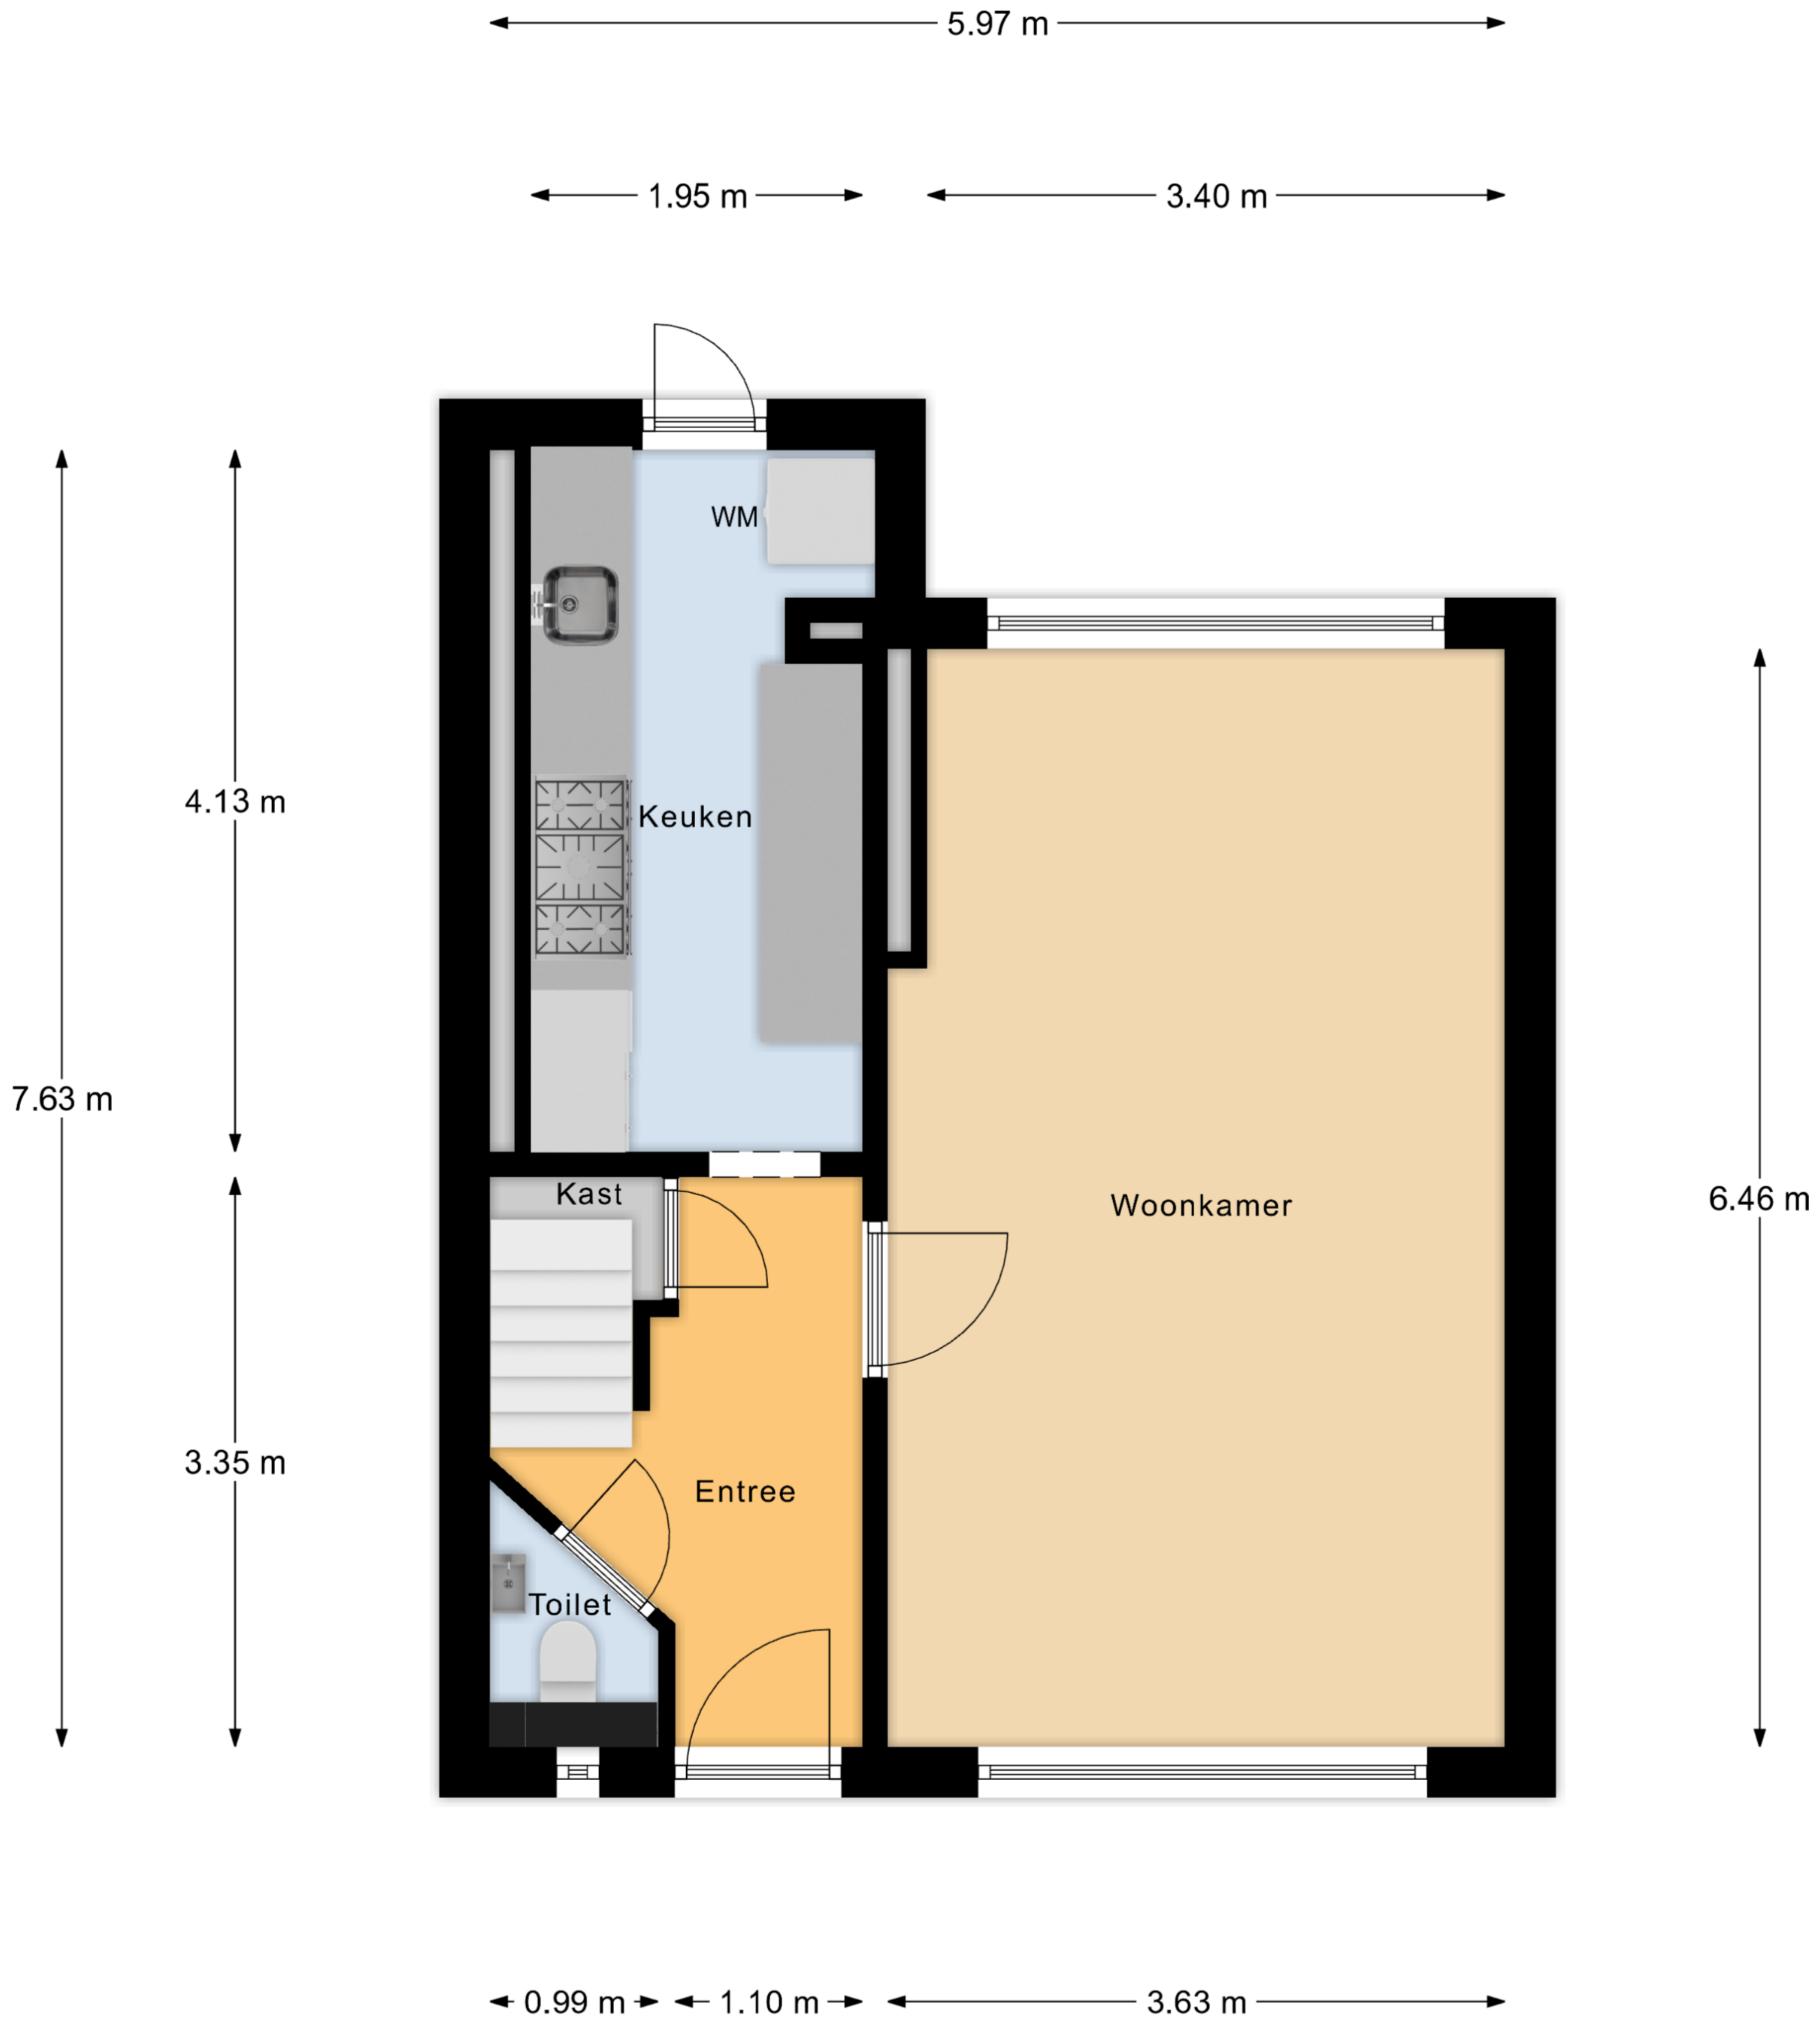 5.97 m
1.95 m
3.40 m
WM
4.13 m
Keuken
7.63 m
Kast
6.46 m
Woonkamer
3.35 m
Entree
Toilet
0.99 m
1.10 m
3.63 m